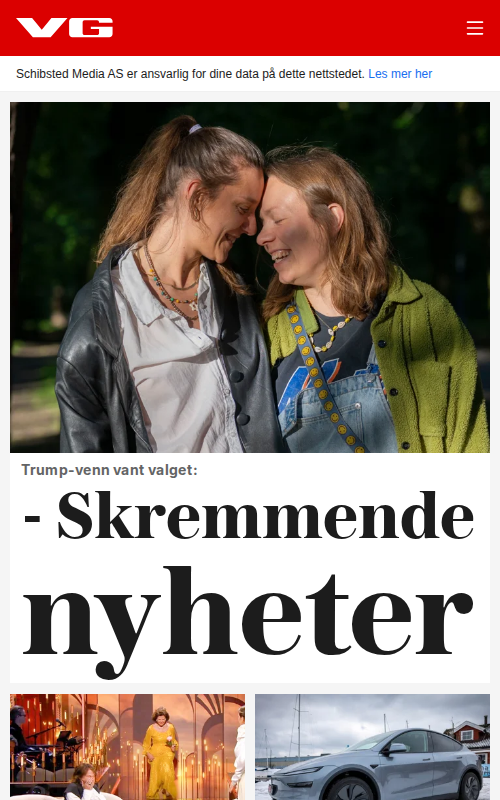 VG
Schibsted Media AS er ansvarlig for dine data på dette nettstedet. Les mer her
Trump-venn vant valget:
- Skremmende
nyheter